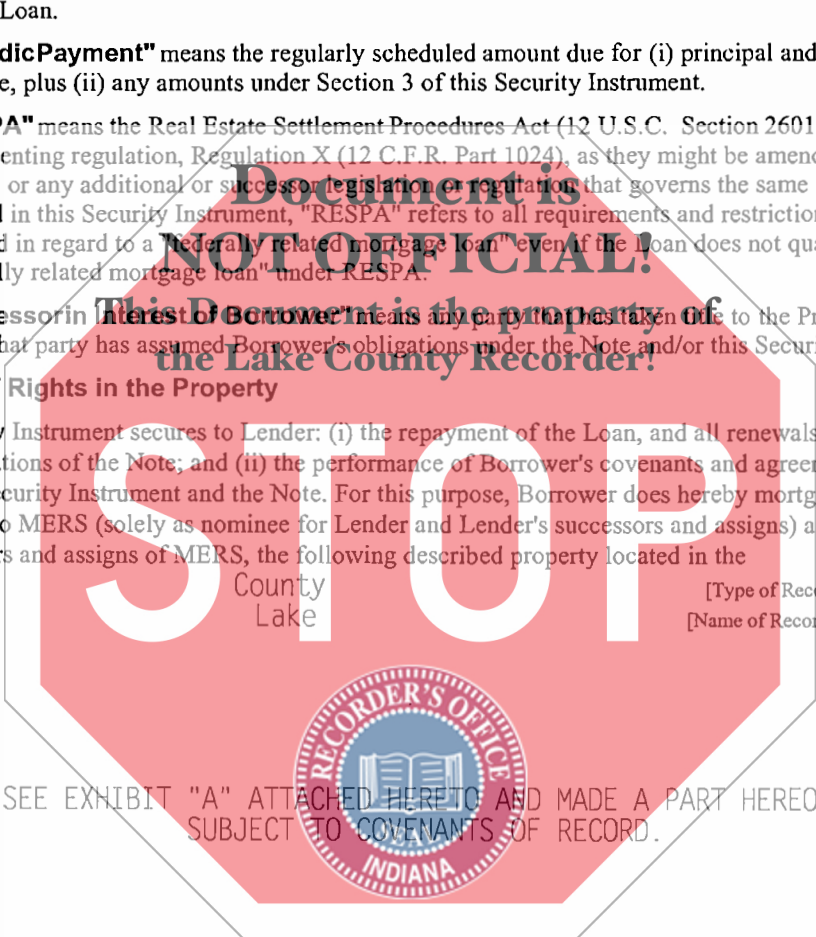 Loan.
dic Payment" means the regularly scheduled amount due for (i) principal and
e, plus (ii) any amounts under Section 3 of this Security Instrument.
PA" means the Real Estate Settlement Procedures Act (12 U.S.C. Section 2601
enting regulation, Regulation X (12 C.F.R. Part 1024), as they might be amend
or any additional or successor legislation or regulation that governs the same
Document is
d in this Security Instrument, "RESPA" refers to all requirements and restriction
d in regard to a "federally related mortgage loan" even if the Loan does not qua
NOT OFFICIAL!
lly related mortgage loan" under RESPA.
essor in Interest of Borrower" means any party that has taken title to the Pr
This Document is the property of
hat party has assumed Borrower's obligations under the Note and/or this Securi
the Lake County Recorder!
Rights in the Property
y Instrument secures to Lender: (i) the repayment of the Loan, and all renewals
tions of the Note; and (ii) the performance of Borrower's covenants and agreer
curity Instrument and the Note. For this purpose, Borrower does hereby mortg
o MERS (solely as nominee for Lender and Lender's successors and assigns) a
rs and assigns of MERS, the following described property located in the
STOP
County [Type of Reco
Lake [Name of Recor
RECORDER'S OFFICE
SEE EXHIBIT "A" ATTACHED HERETO AND MADE A PART HEREO
SUBJECT TO COVENANTS OF RECORD.
SEAL
INDIANA